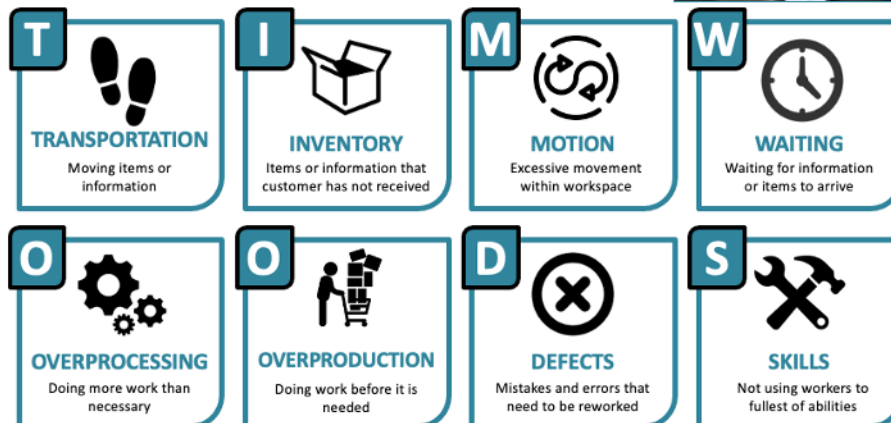 T
TRANSPORTATION
Moving items or
information
I
INVENTORY
Items or information that
customer has not received
M
MOTION
Excessive movement
within workspace
W
WAITING
Waiting for information
or items to arrive
O
OVERPROCESSING
Doing more work than
necessary
O
OVERPRODUCTION
Doing work before it is
needed
D
DEFECTS
Mistakes and errors that
need to be reworked
S
SKILLS
Not using workers to
fullest of abilities